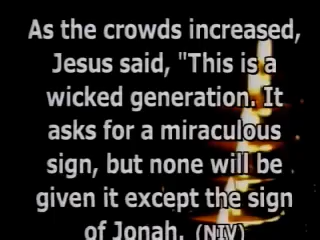 As the crowds increased,
Jesus said, "This is a
wicked generation. It
asks for a miraculous
sign, but none will be
given it except the sign
of Jonah. (NIV)